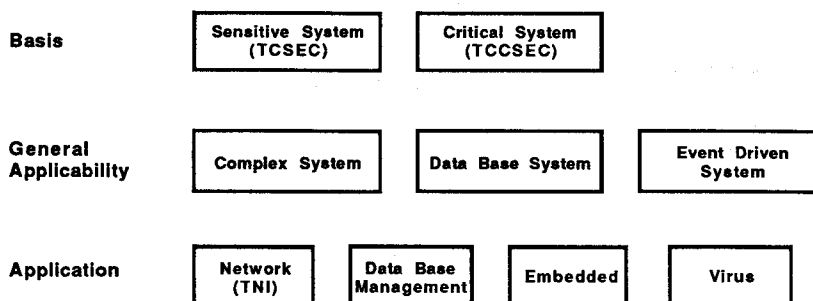 Basis
Sensitive System
(TCSEC)
Critical System
(TCCSEC)
General
Applicability
Complex System
Data Base System
Event Driven
System
Application
Network
(TNI)
Data Base
Management
Embedded
Virus